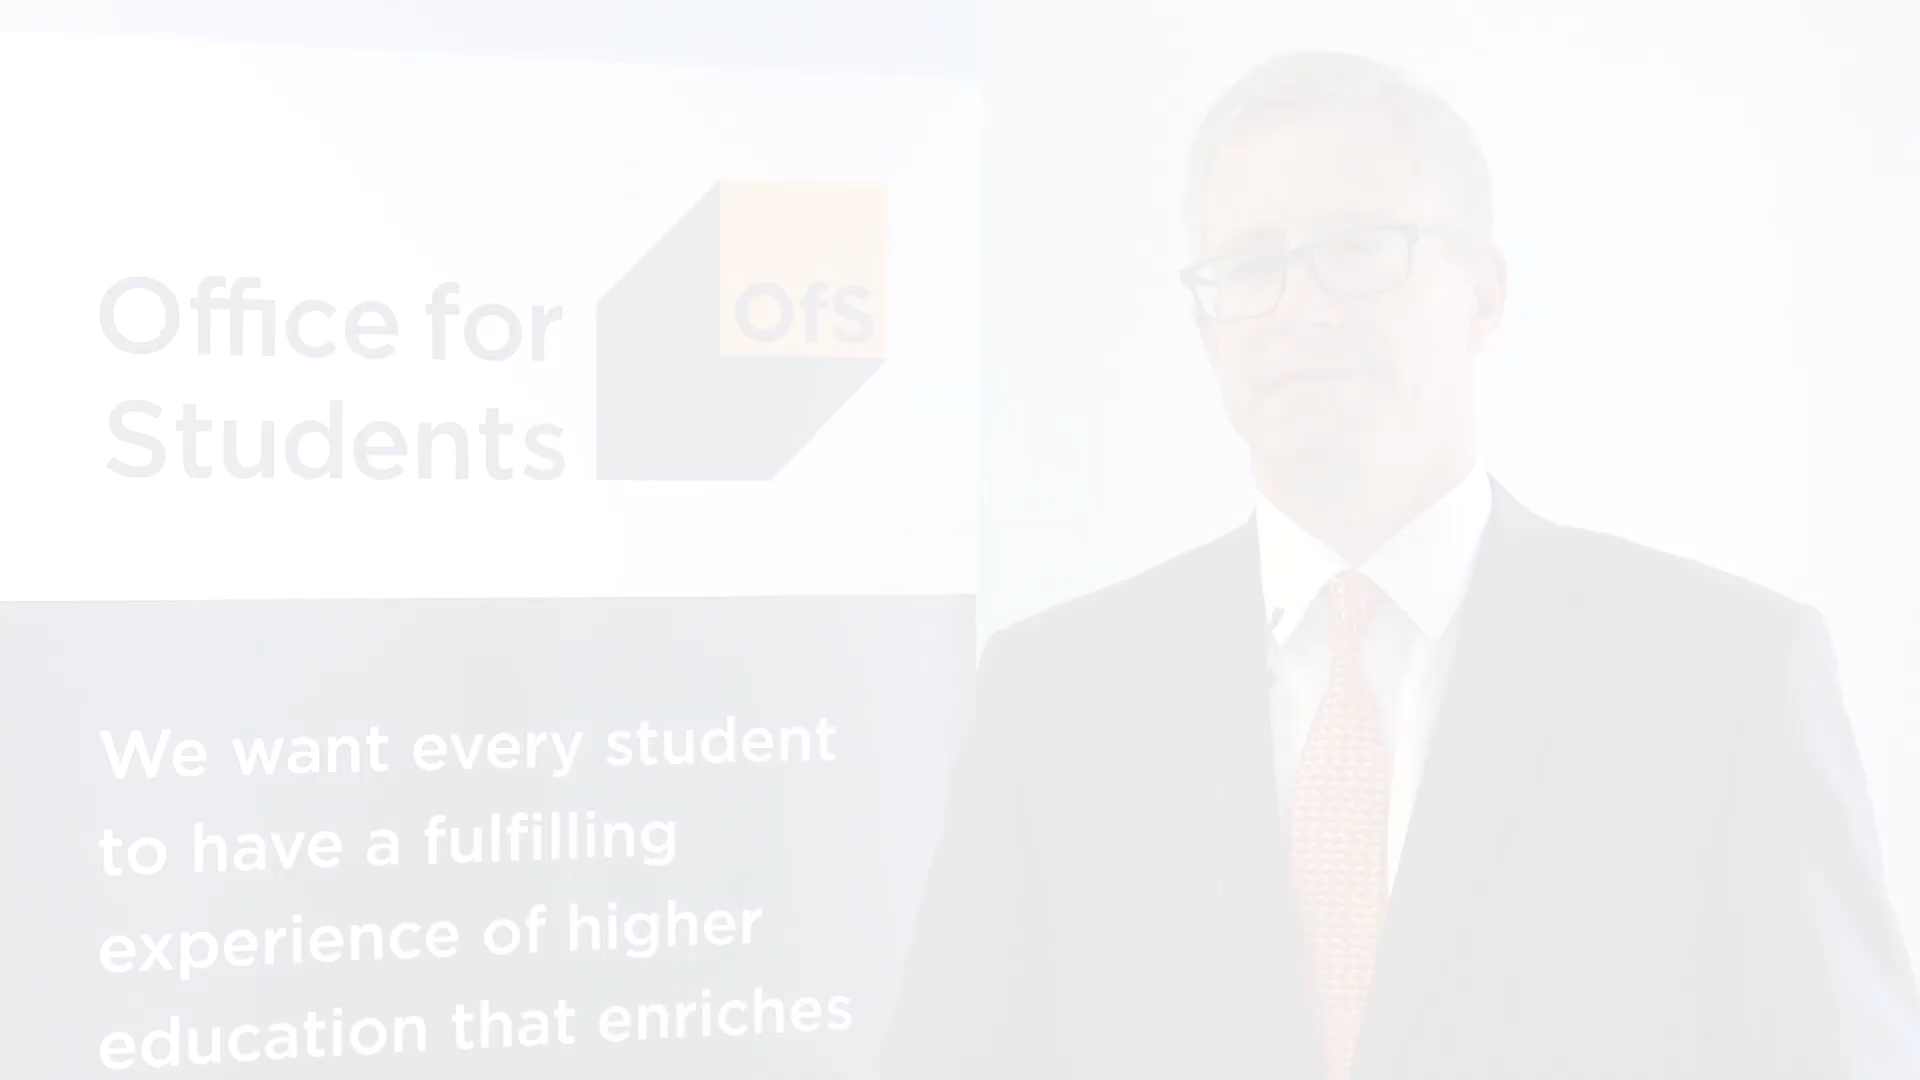 Office for
Students
OfS
We want every student
to have a fulfilling
experience of higher
education that enriches